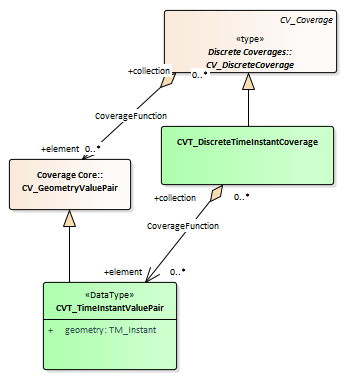 CV_Coverage
«type»
Discrete Coverages::
CV_DiscreteCoverage
+collection
0..*
CoverageFunction
+element
0..*
Coverage Core::
CV_GeometryValuePair
CVT_DiscreteTimeInstantCoverage
+collection
0..*
CoverageFunction
+element
0..*
«DataType»
CVT_TimeInstantValuePair
+ geometry: TM_Instant